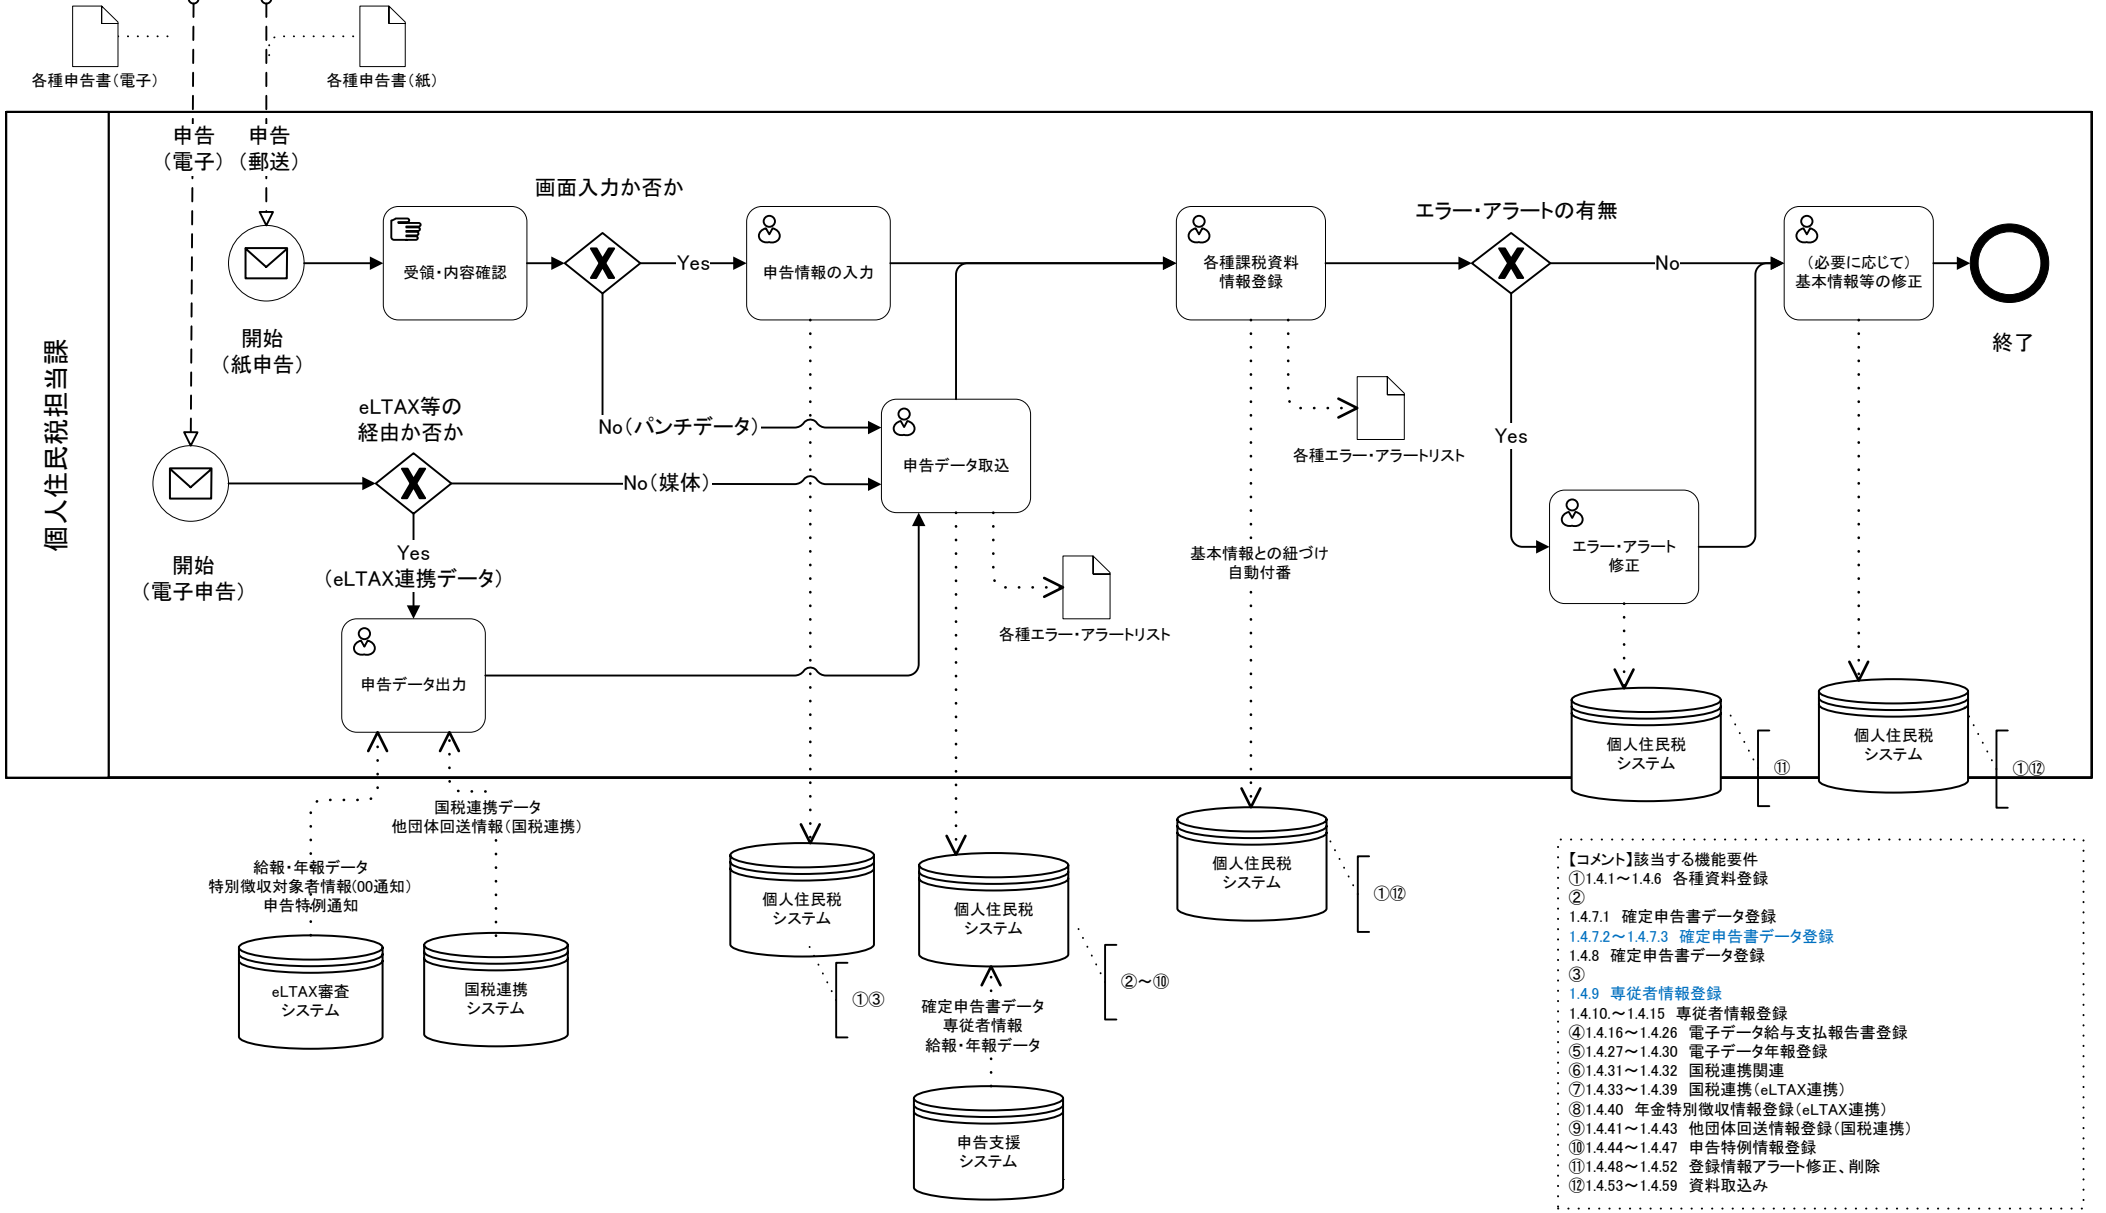 各種申告書（電子）
各種申告書（紙）
個人住民税担当課
申告
（電子）
申告
（郵送）
開始
（紙申告）
受領・内容確認
画面入力か否か
Yes
申告情報の入力
No（パンチデータ）
開始
（電子申告）
eLTAX等の
経由か否か
No（媒体）
Yes
（eLTAX連携データ）
申告データ出力
申告データ取込
各種エラー・アラートリスト
各種課税資料
情報登録
各種エラー・アラートリスト
基本情報との紐づけ
自動付番
エラー・アラートの有無
No
Yes
エラー・アラート
修正
（必要に応じて）
基本情報等の修正
終了
個人住民税
システム
⑪
個人住民税
システム
①⑫
国税連携データ
他団体回送情報（国税連携）
給報・年報データ
特別徴収対象者情報(00通知)
申告特例通知
eLTAX審査
システム
国税連携
システム
個人住民税
システム
①③
個人住民税
システム
②～⑩
確定申告書データ
専従者情報
給報・年報データ
申告支援
システム
個人住民税
システム
①⑫
【コメント】該当する機能要件
①1.4.1～1.4.6 各種資料登録
②
1.4.7.1 確定申告書データ登録
1.4.7.2～1.4.7.3 確定申告書データ登録
1.4.8 確定申告書データ登録
③
1.4.9 専従者情報登録
1.4.10.～1.4.15 専従者情報登録
④1.4.16～1.4.26 電子データ給与支払報告書登録
⑤1.4.27～1.4.30 電子データ年報登録
⑥1.4.31～1.4.32 国税連携関連
⑦1.4.33～1.4.39 国税連携（eLTAX連携）
⑧1.4.40 年金特別徴収情報登録（eLTAX連携）
⑨1.4.41～1.4.43 他団体回送情報登録（国税連携）
⑩1.4.44～1.4.47 申告特例情報登録
⑪1.4.48～1.4.52 登録情報アラート修正、削除
⑫1.4.53～1.4.59 資料取込み